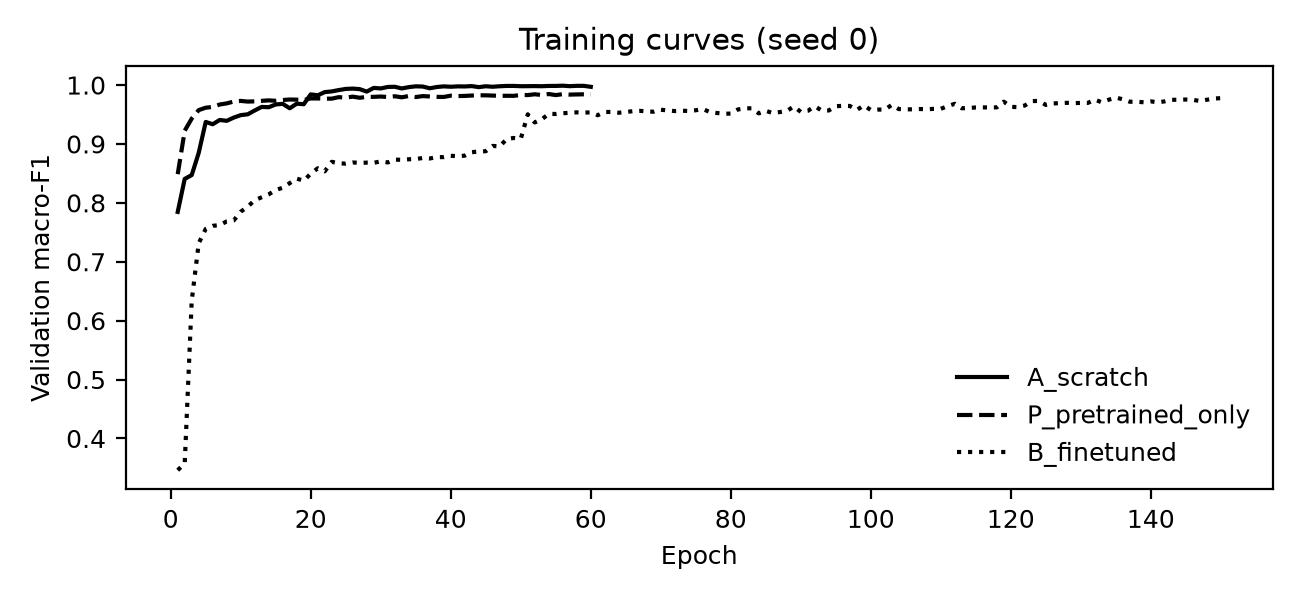 Training curves (seed 0)
Validation macro-F1
1.0
0.9
0.8
0.7
0.6
0.5
0.4
A_scratch
P_pretrained_only
B_finetuned
0 20 40 60 80 100 120 140
Epoch